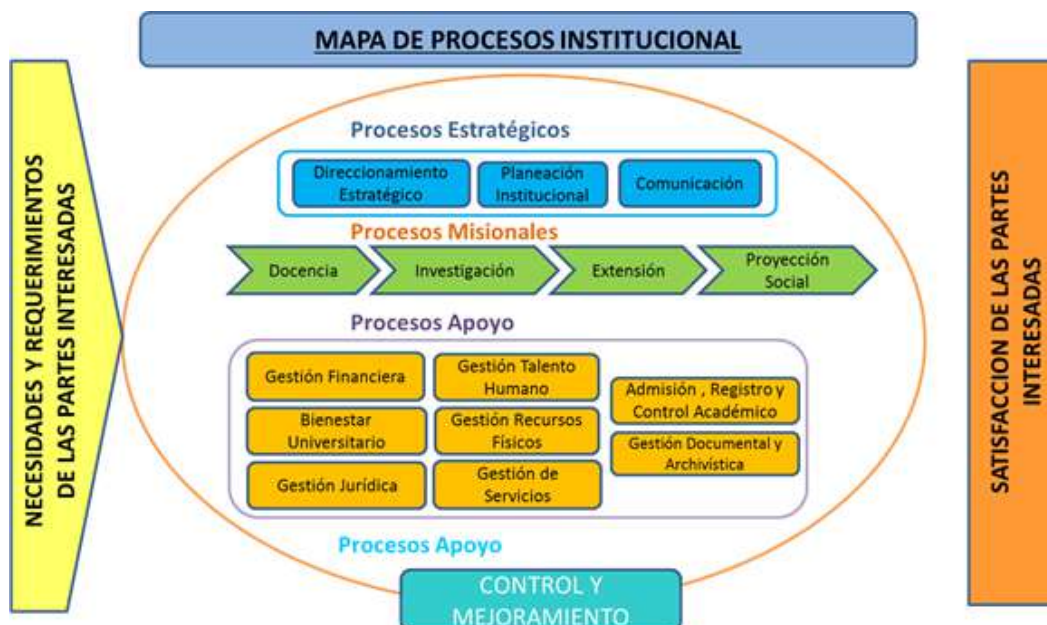 MAPA DE PROCESOS INSTITUCIONAL
NECESIDADES Y REQUERIMIENTOS
DE LAS PARTES INTERESADAS
Procesos Estratégicos
Direccionamiento
Estratégico
Planeación
Institucional
Comunicación
Procesos Misionales
Docencia
Investigación
Extensión
Proyección
Social
Procesos Apoyo
Gestión Financiera
Gestión Talento
Humano
Admisión , Registro y
Control Académico
Bienestar
Universitario
Gestión Recursos
Físicos
Gestión Documental y
Archivística
Gestión Jurídica
Gestión de
Servicios
Procesos Apoyo
CONTROL Y
MEJORAMIENTO
SATISFACCION DE LAS PARTES
INTERESADAS